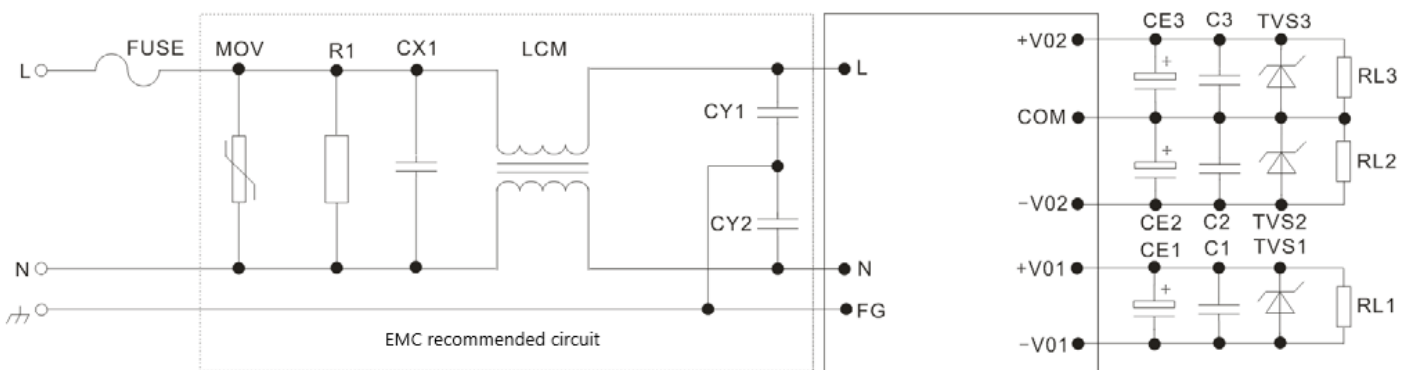 CE3 C3 TVS3
FUSE MOV R1 CX1 LCM
+V02
L L
RL3
CY1
COM
+ +
RL2
CY2
-V02
CE2 C2 TVS2
CE1 C1 TVS1
N N
+V01
+
RL1
FG
EMC recommended circuit
-V01